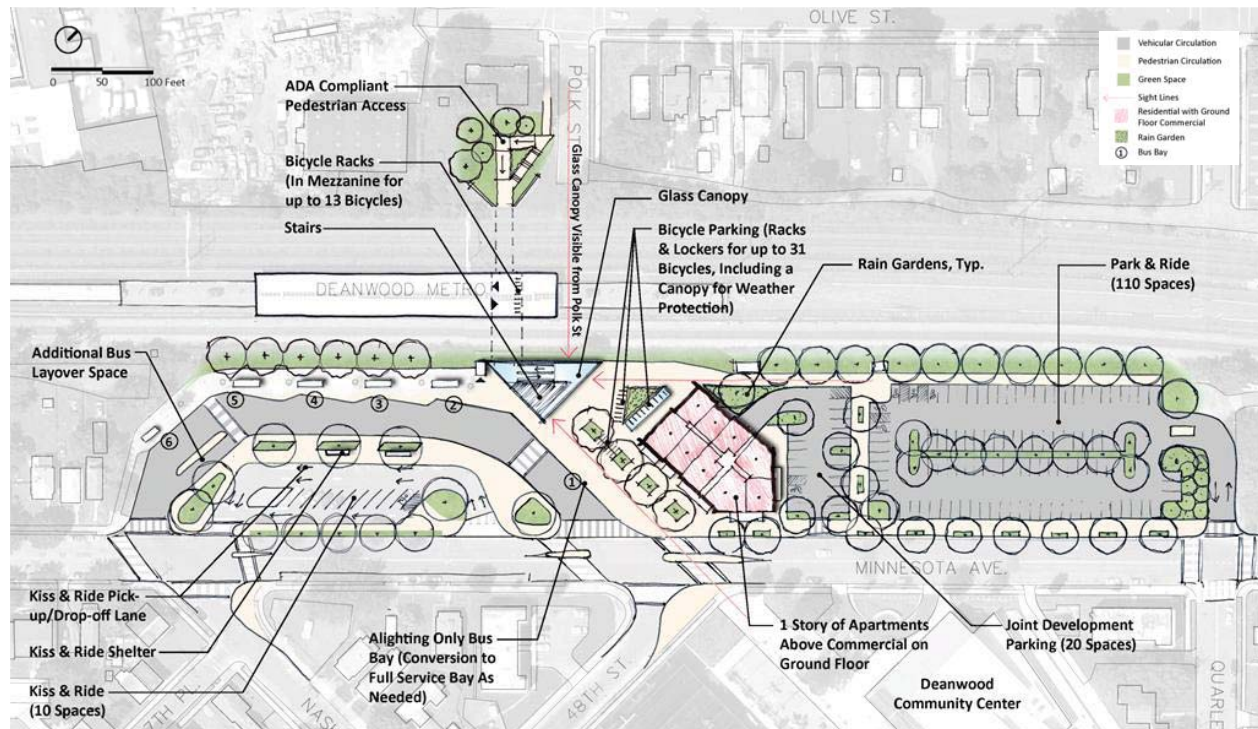 OLIVE ST.
0 50 100 Feet
Vehicular Circulation
Pedestrian Circulation
Green Space
Sight Lines
Residential with Ground
Floor Commercial
Rain Garden
① Bus Bay
ADA Compliant
Pedestrian Access
POLK ST
Glass Canopy Visible from Polk St
Bicycle Racks
(In Mezzanine for
up to 13 Bicycles)
Stairs
Glass Canopy
Bicycle Parking (Racks
& Lockers for up to 31
Bicycles, Including a
Canopy for Weather
Protection)
Rain Gardens, Typ.
Park & Ride
(110 Spaces)
DEANWOOD METRO
Additional Bus
Layover Space
⑤
④
③
②
⑥
①
MINNESOTA AVE.
Kiss & Ride Pick-
up/Drop-off Lane
Kiss & Ride Shelter
Kiss & Ride
(10 Spaces)
Alighting Only Bus
Bay (Conversion to
Full Service Bay As
Needed)
1 Story of Apartments
Above Commercial on
Ground Floor
Joint Development
Parking (20 Spaces)
Deanwood
Community Center
7TH PL.
NASH
48TH ST.
QUARLE